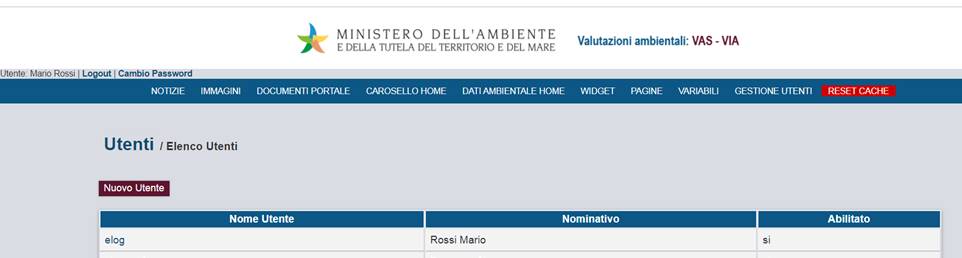 MINISTERO DELL'AMBIENTE
E DELLA TUTELA DEL TERRITORIO E DEL MARE
Valutazioni ambientali: VAS - VIA
Utente: Mario Rossi | Logout | Cambio Password
NOTIZIE IMMAGINI DOCUMENTI PORTALE CAROSELLO HOME DATI AMBIENTALE HOME WIDGET PAGINE VARIABILI GESTIONE UTENTI RESET CACHE
Utenti / Elenco Utenti
Nuovo Utente
Nome Utente Nominativo Abilitato
elog Rossi Mario si